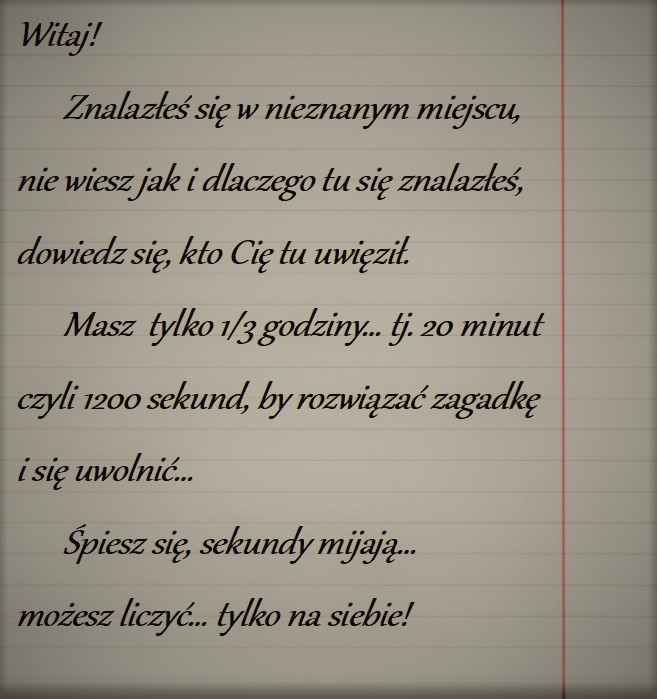 Witaj!
Znalazłeś się w nieznanym miejscu,
nie wiesz jak i dlaczego tu się znalazłeś,
dowiedz się, kto Cię tu uwięził.
Masz tylko 1/3 godziny... tj. 20 minut
czyli 1200 sekund, by rozwiązać zagadkę
i się uwolnić...
Śpiesz się, sekundy mijają...
możesz liczyć... tylko na siebie!